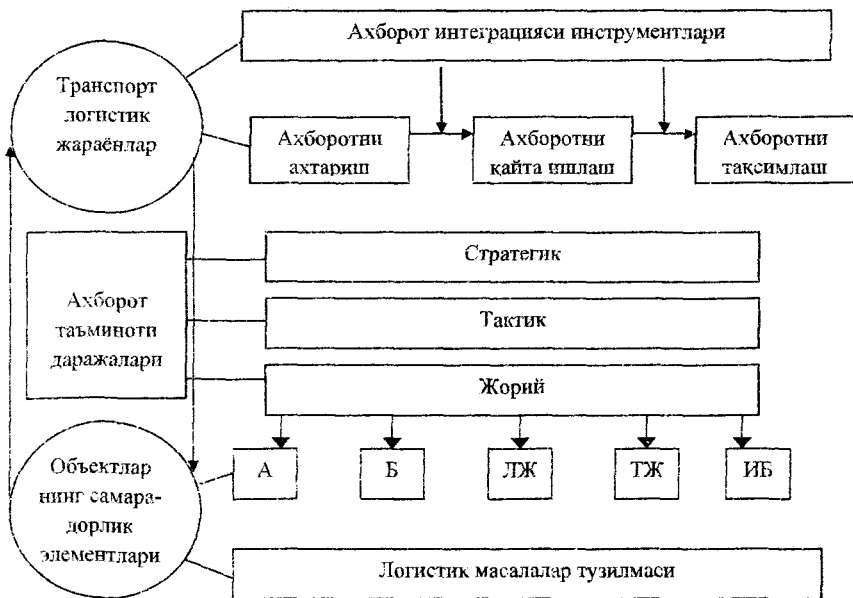 Ахборот интеграцияси инструментлари
Транспорт
логистик
жараёнлар
Ахборотни
ахтариш
Ахборотни
қайта ишлаш
Ахборотни
тақсимлаш
Ахборот
таъминоти
даражалари
Стратегик
Тактик
Жорий
Объектлар
нинг самара-
дорлик
элементлари
А
Б
ЛЖ
ТЖ
ИБ
Логистик масалалар тузилмаси